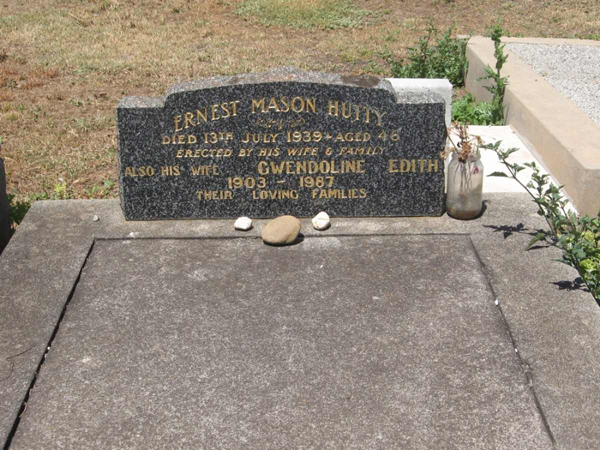 ERNEST MASON HUTTY
DIED 13TH JULY 1939 AGED 48
ERECTED BY HIS WIFE & FAMILY
ALSO HIS WIFE GWENDOLINE EDITH
1903 1987
THEIR LOVING FAMILIES